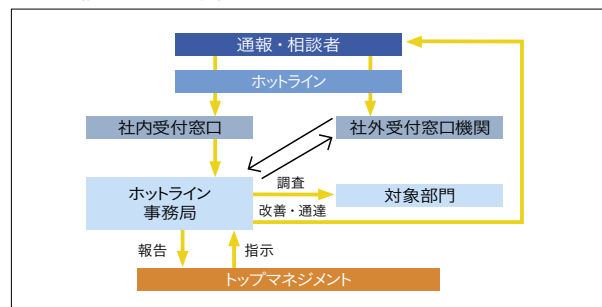 通報・相談者
ホットライン
社内受付窓口
社外受付窓口機関
ホットライン
事務局
調査
対象部門
改善・通達
報告
指示
トップマネジメント